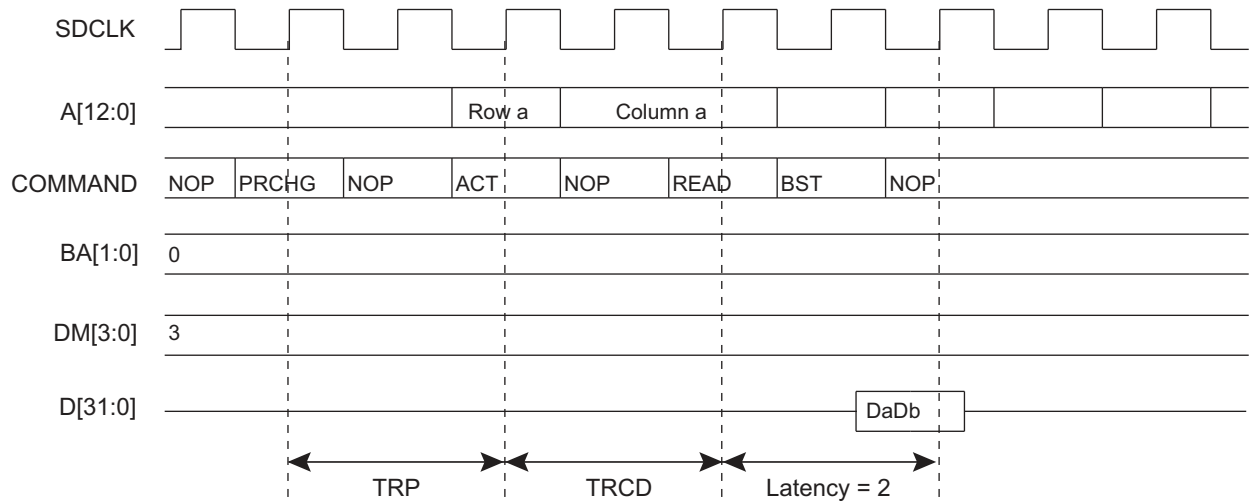 SDCLK
A[12:0] Row a Column a
COMMAND NOP PRCHG NOP ACT NOP READ BST NOP
BA[1:0] 0
DM[3:0] 3
D[31:0] DaDb
TRP TRCD Latency = 2